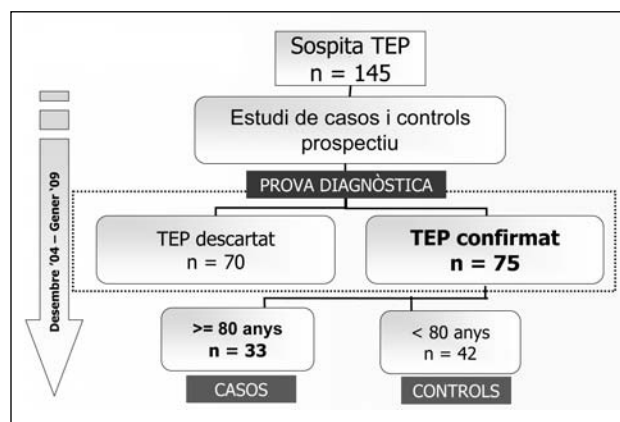 Sospita TEP
n = 145
Estudi de casos i controls
prospectiu
PROVA DIAGNÒSTICA
TEP descartat
n = 70
TEP confirmat
n = 75
>= 80 anys
n = 33
< 80 anys
n = 42
CASOS
CONTROLS
Desembre '04 – Gener '09